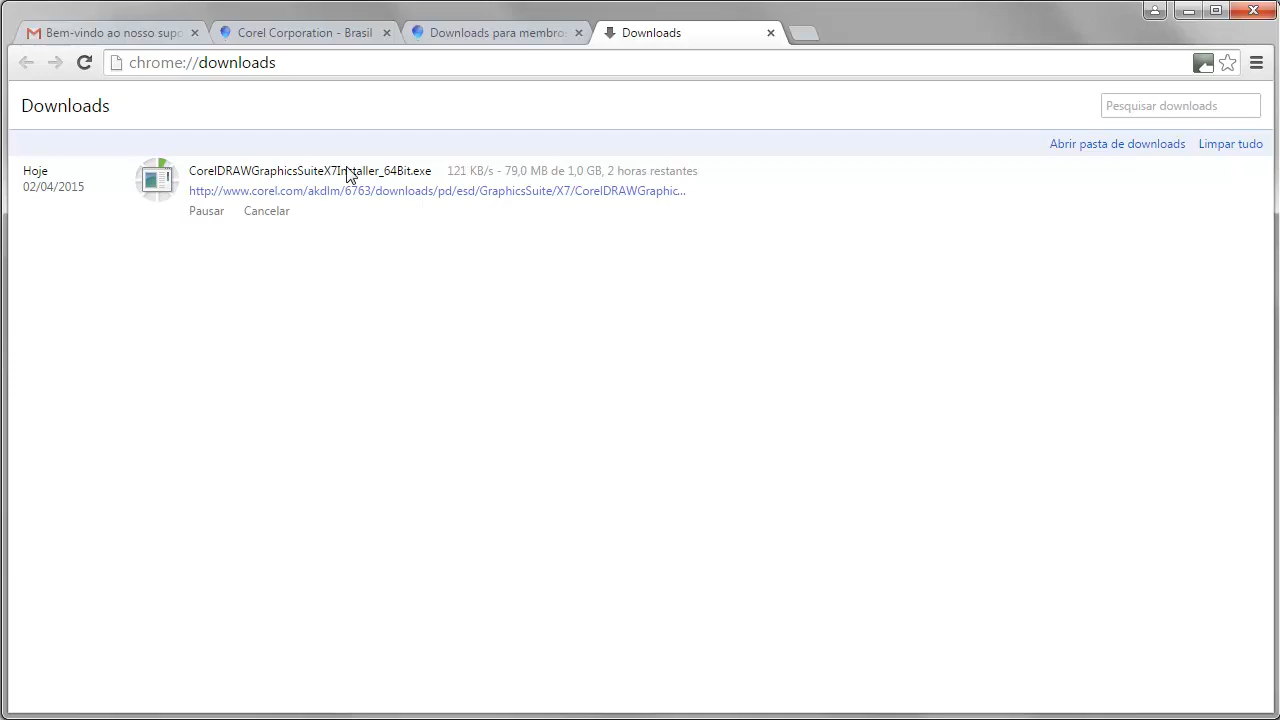 Bem-vindo ao nosso supo
Corel Corporation - Brasil
Downloads para membro
Downloads
chrome://downloads
Downloads
Pesquisar downloads
Abrir pasta de downloads
Limpar tudo
Hoje
02/04/2015
CorelDRAWGraphicsSuiteX7Installer_64Bit.exe
121 KB/s - 79,0 MB de 1,0 GB, 2 horas restantes
http://www.corel.com/akdlm/6763/downloads/pd/esd/GraphicsSuite/X7/CorelDRAWGraphic...
Pausar
Cancelar